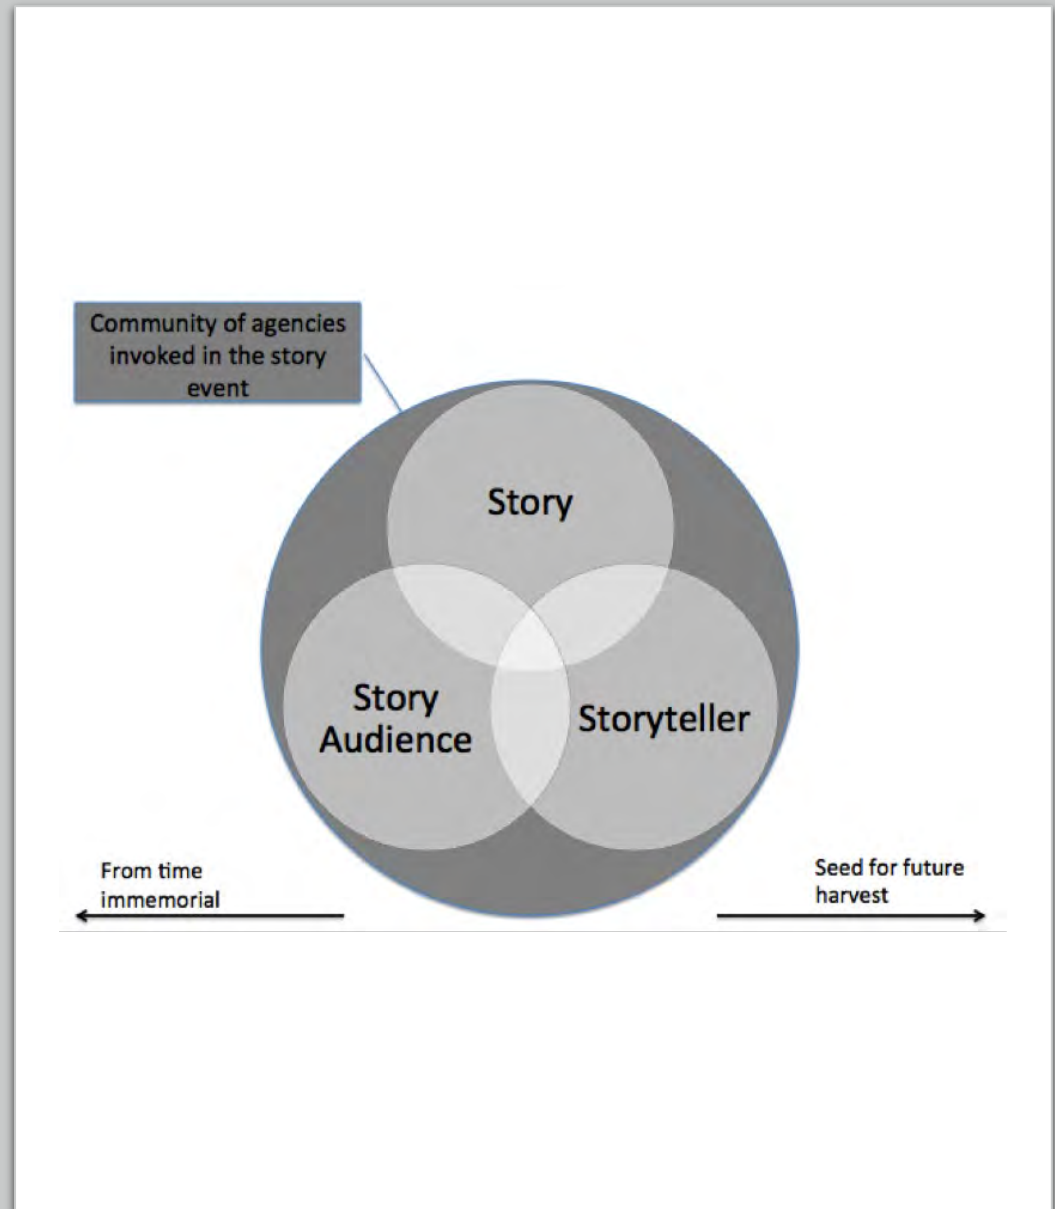 Community of agencies
invoked in the story
event
Story
Story
Audience
Storyteller
From time
immemorial
Seed for future
harvest